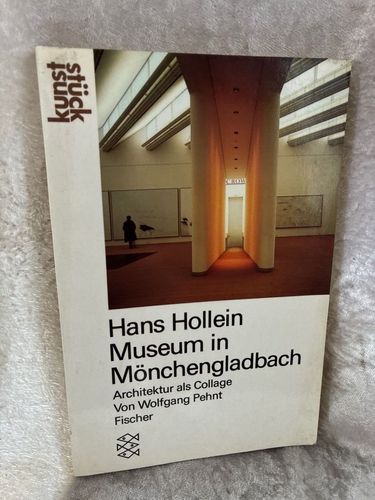 kunst
stück
Hans Hollein
Museum in
Mönchengladbach
Architektur als Collage
Von Wolfgang Pehnt
Fischer